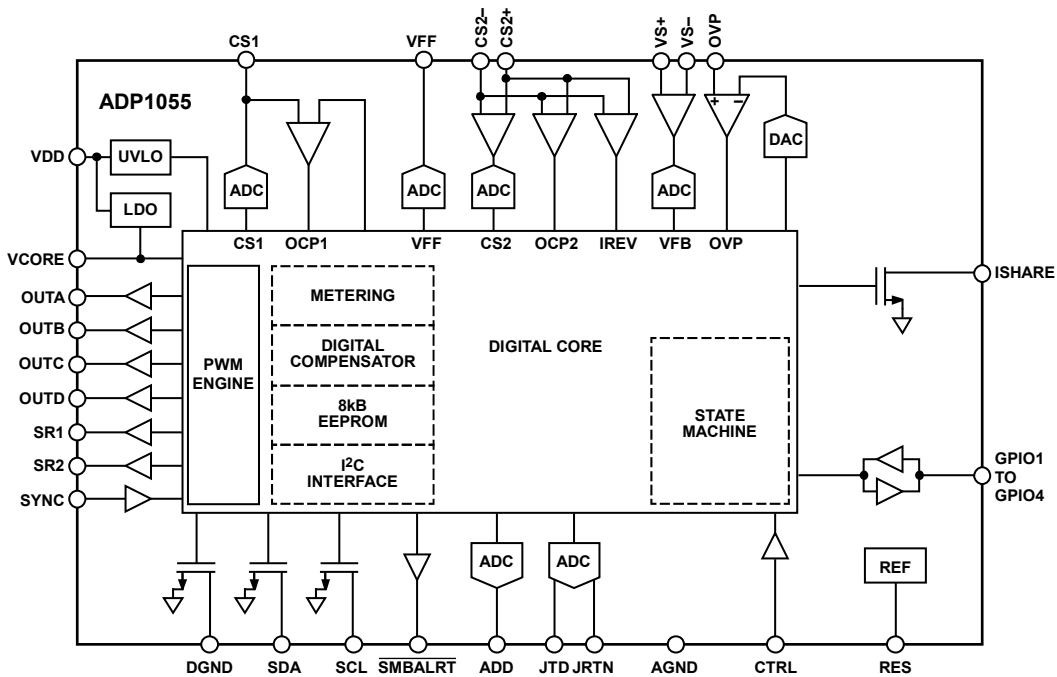 CS1
VFF
CS2–
CS2+
VS+
VS–
OVP
ADP1055
+
–
DAC
VDD
UVLO
LDO
ADC
ADC
ADC
ADC
CS1
OCP1
VFF
CS2
OCP2
IREV
VFB
OVP
VCORE
OUTA
OUTB
OUTC
OUTD
SR1
SR2
SYNC
PWM
ENGINE
METERING
DIGITAL
COMPENSATOR
8kB
EEPROM
I2C
INTERFACE
DIGITAL CORE
STATE
MACHINE
ISHARE
GPIO1
TO
GPIO4
ADC
ADC
REF
DGND
SDA
SCL
SMBALRT
ADD
JTD
JRTN
AGND
CTRL
RES